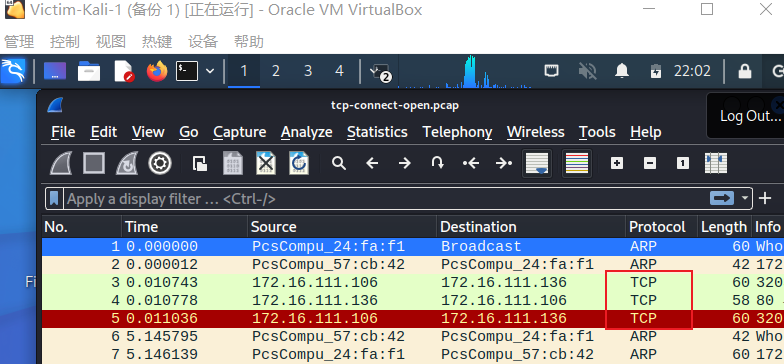 Victim-Kali-1 (备份 1) [正在运行] - Oracle VM VirtualBox
管理 控制 视图 热键 设备 帮助
1 2 3 4 2 22:02
tcp-connect-open.pcap
Log Out...
File Edit View Go Capture Analyze Statistics Telephony Wireless Tools Help
Apply a display filter ... <Ctrl-/>
No. Time Source Destination Protocol Length Info
1 0.000000 PcsCompu_24:fa:f1 Broadcast ARP 60 Who
2 0.000012 PcsCompu_57:cb:42 PcsCompu_24:fa:f1 ARP 42 172
Fi
3 0.010743 172.16.111.106 172.16.111.136 TCP 60 320
4 0.010778 172.16.111.136 172.16.111.106 TCP 58 80
5 0.011036 172.16.111.106 172.16.111.136 TCP 60 320
6 5.145795 PcsCompu_57:cb:42 PcsCompu_24:fa:f1 ARP 42 Who
7 5.146139 PcsCompu_24:fa:f1 PcsCompu_57:cb:42 ARP 60 172